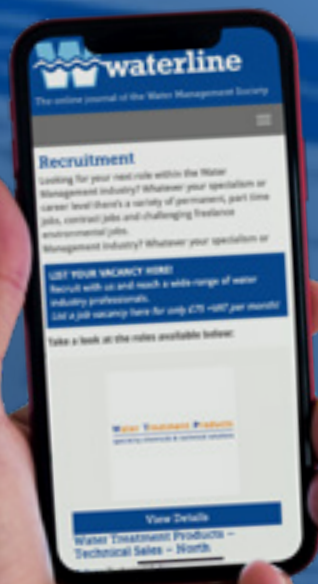 waterline
The online journal of the Water Management Society
Recruitment
Looking for your next role within the Water
Management industry? Whatever your specialism or
career level there's a variety of permanent, part time
jobs, contract jobs and challenging freelance
environmental jobs.
Management industry? Whatever your specialism or
LIST YOUR VACANCY HERE!
Recruit with us and reach a wide range of water
industry professionals.
List a job vacancy here for only £75 +VAT per month!
Take a look at the roles available below:
Water Treatment Products
speciality chemicals & technical solutions
View Details
Water Treatment Products –
Technical Sales – North